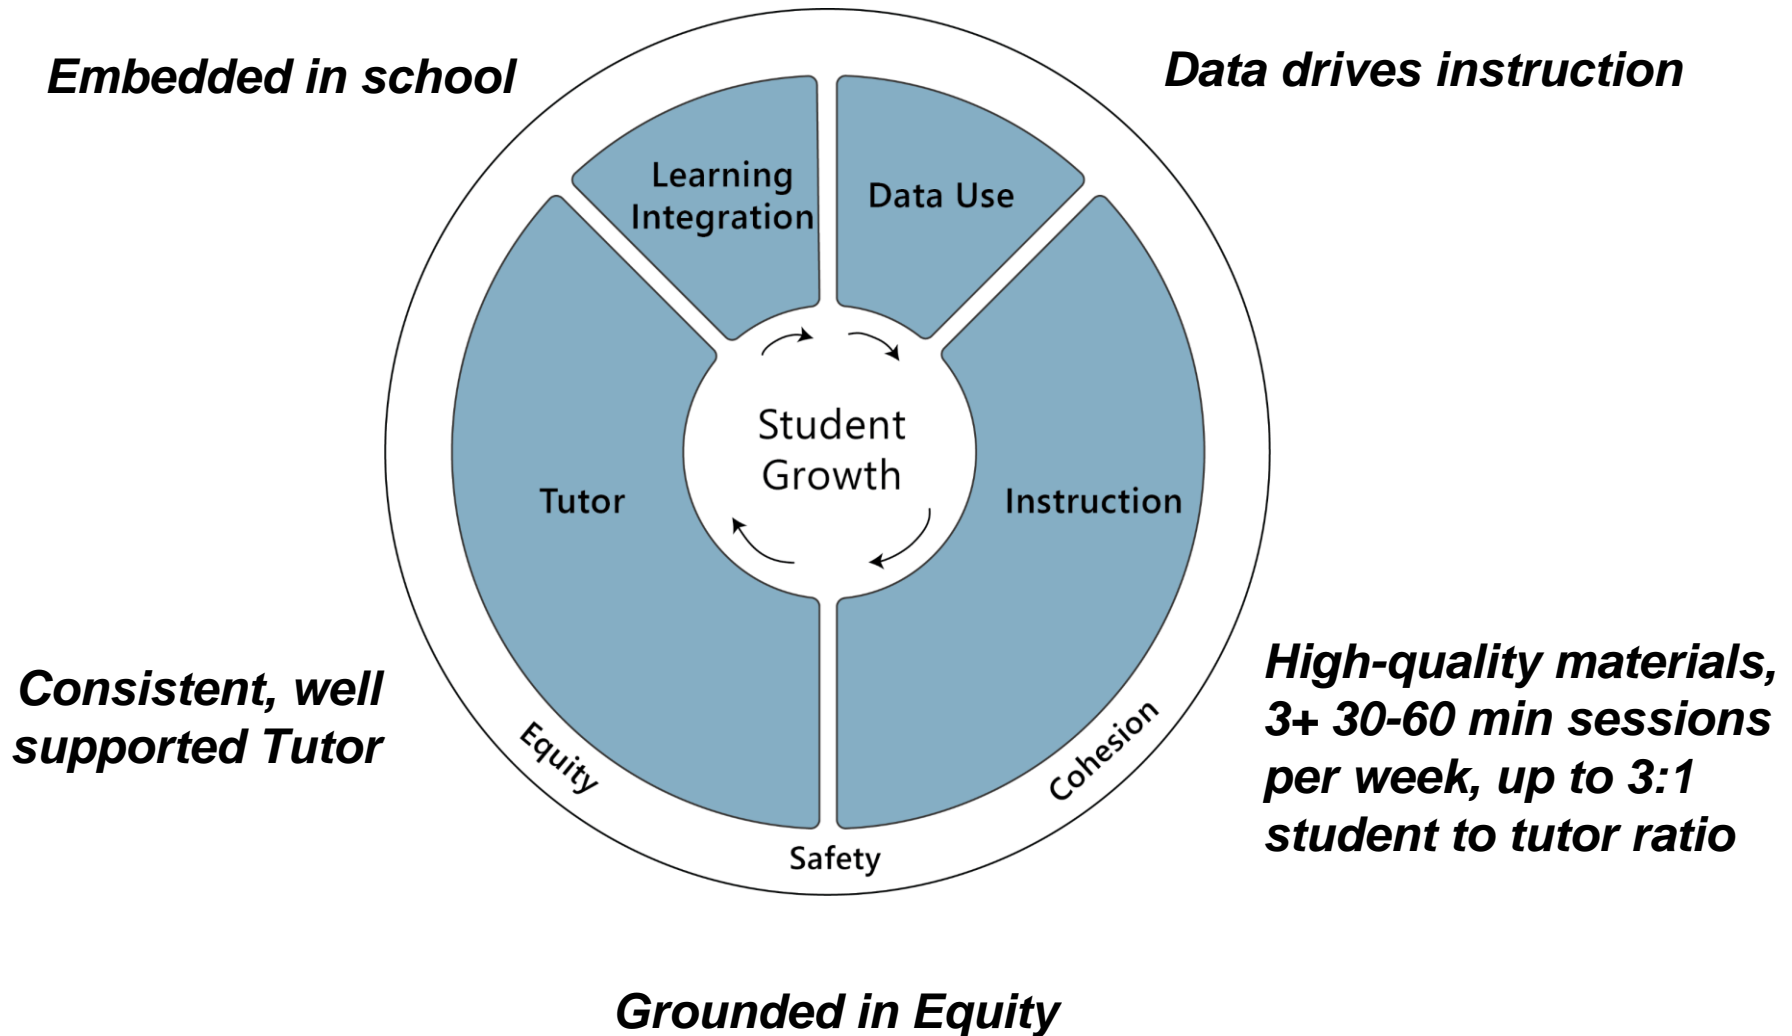 Embedded in school
Data drives instruction
Learning
Integration
Data Use
Student
Growth
Tutor
Instruction
Consistent, well
supported Tutor
High-quality materials,
3+ 30-60 min sessions
per week, up to 3:1
student to tutor ratio
Equity
Safety
Cohesion
Grounded in Equity